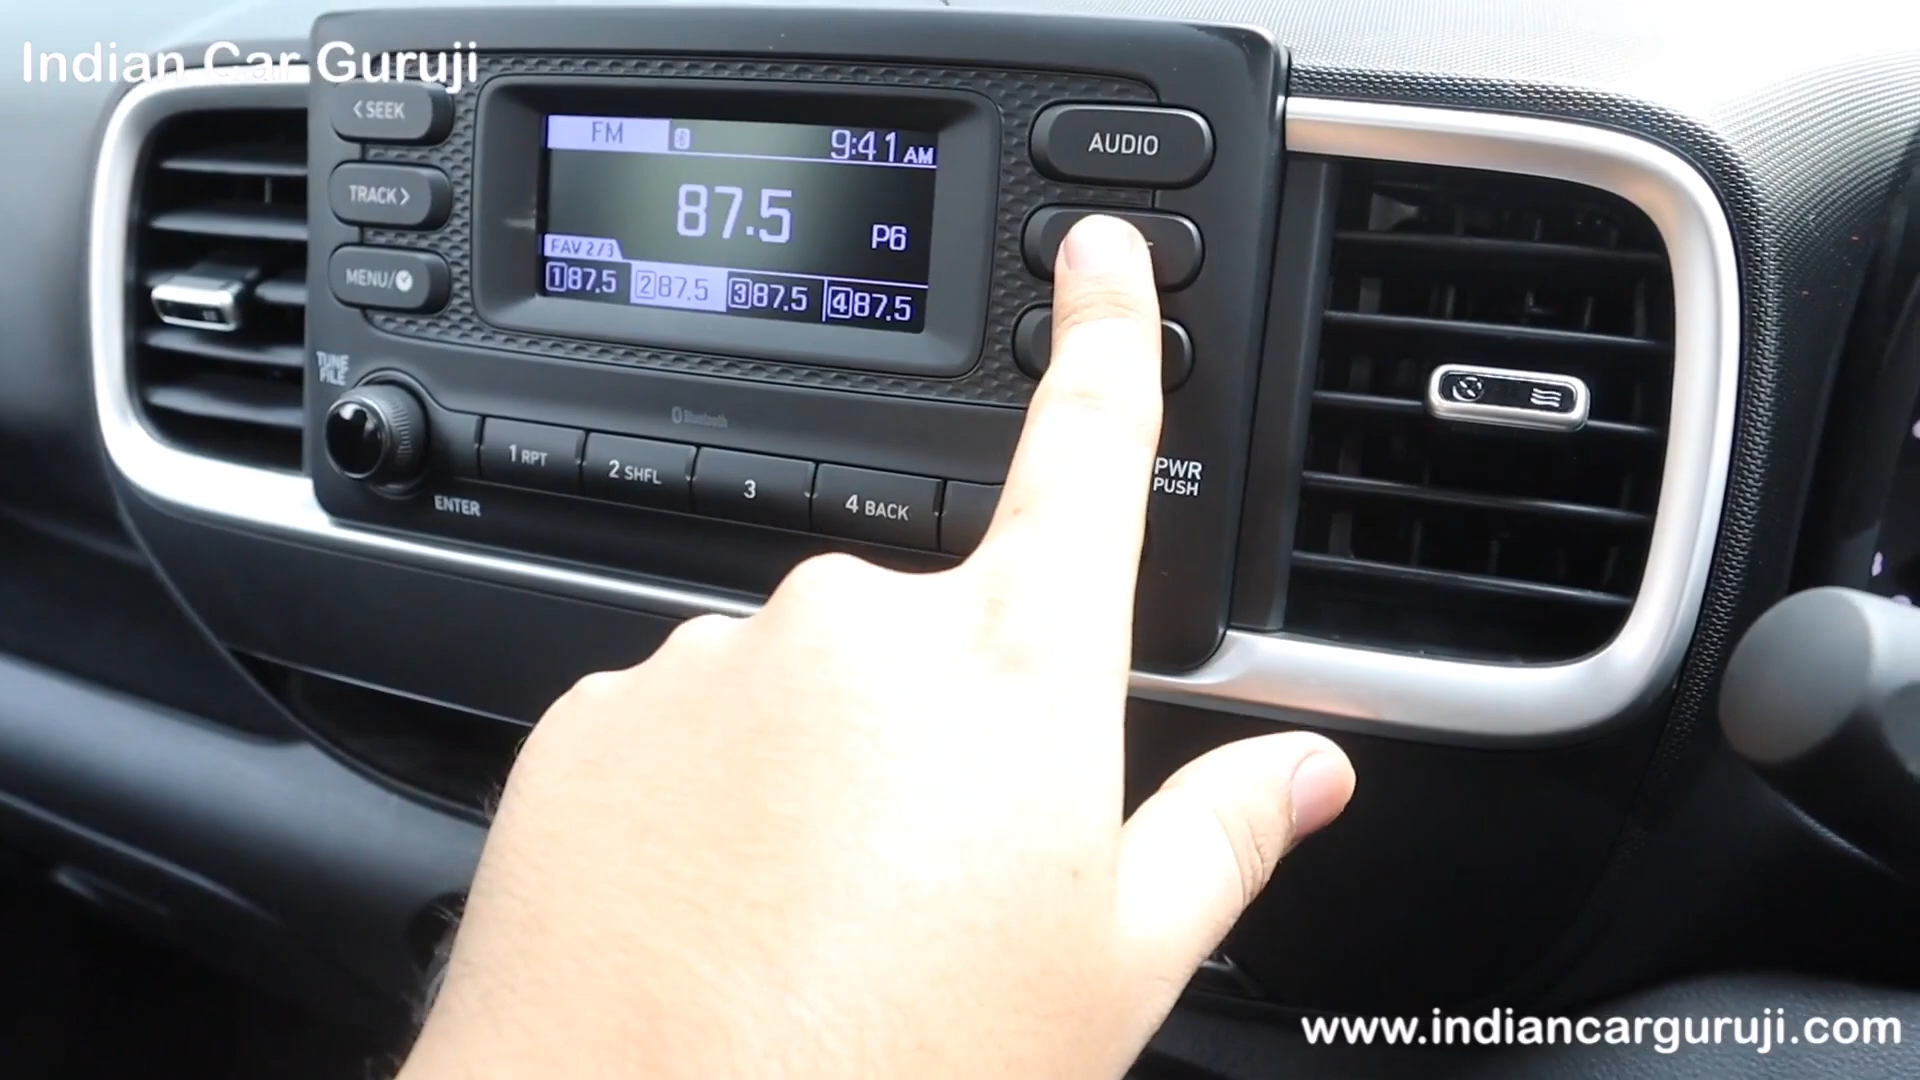 Indian Car Guruji
< SEEK
TRACK >
MENU/
TUNE
FILE
ENTER
FM
9:41 AM
87.5
P6
FAV 2/3
1 87.5 2 87.5 3 87.5 4 87.5
AUDIO
Bluetooth
1 RPT
2 SHFL
3
4 BACK
PWR
PUSH
www.indiancarguruji.com